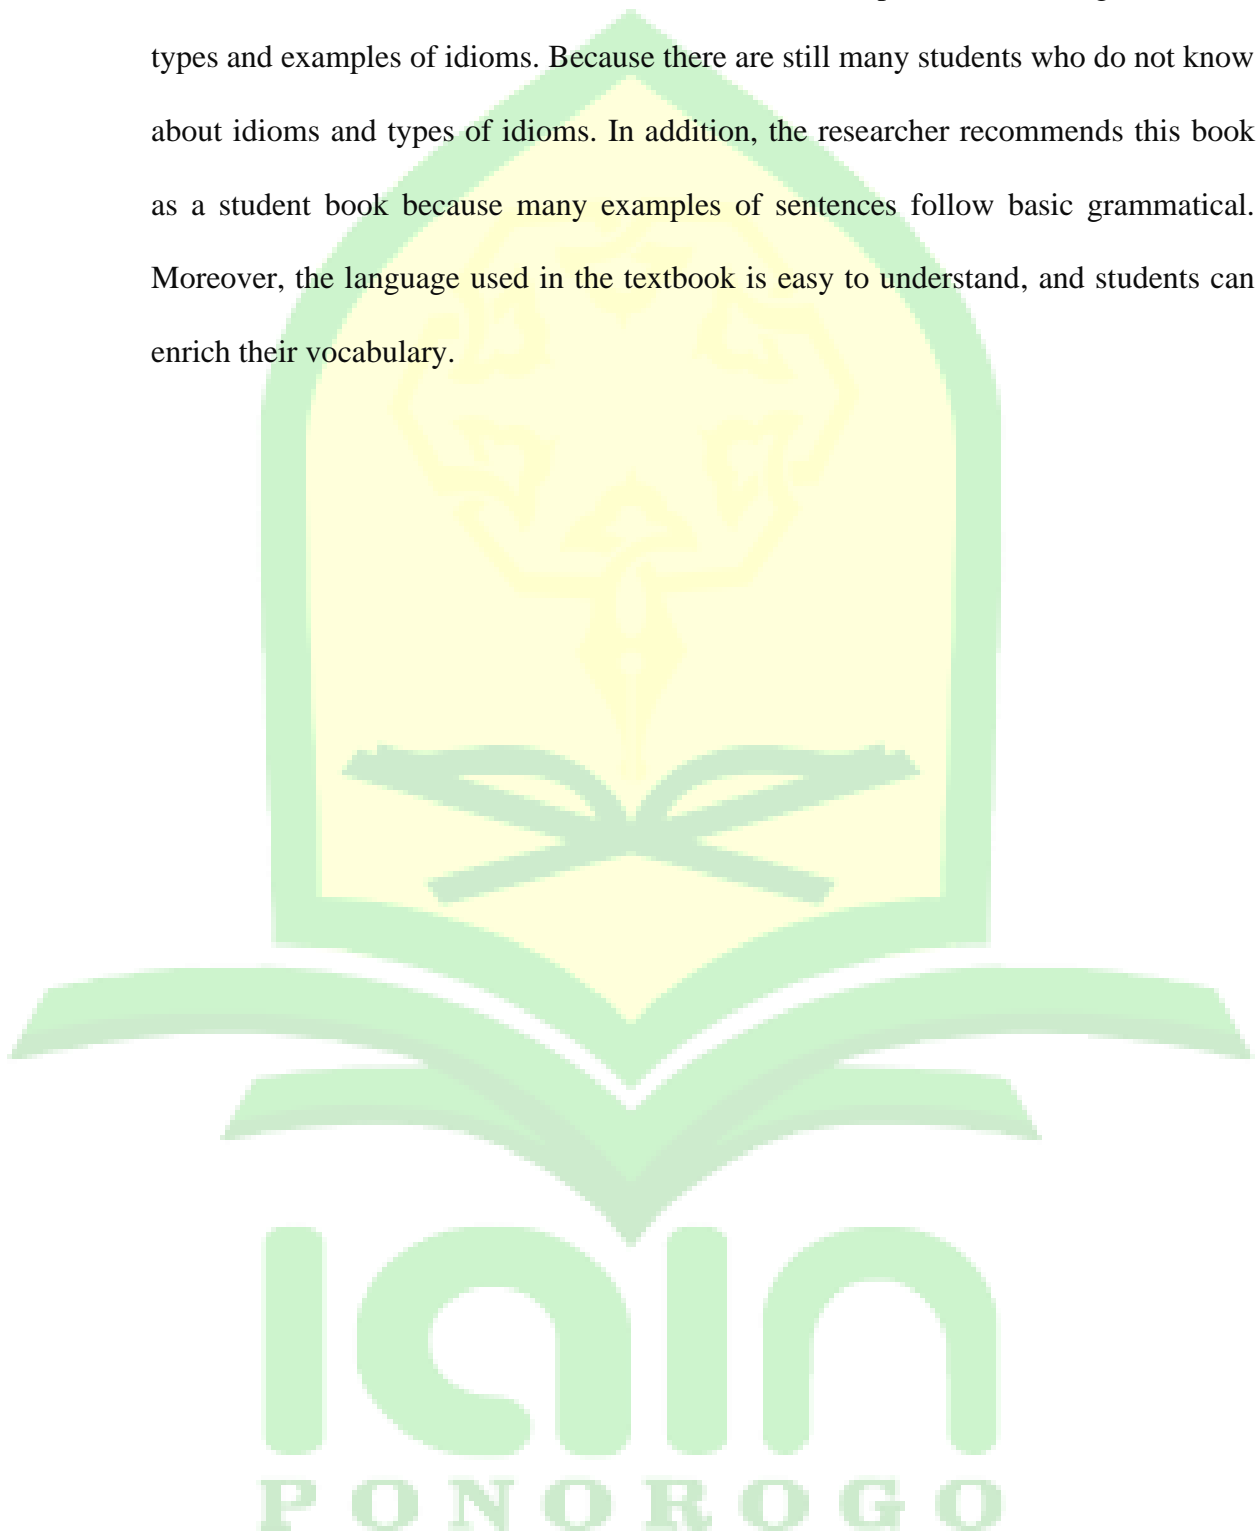 types and examples of idioms. Because there are still many students who do not know
about idioms and types of idioms. In addition, the researcher recommends this book
as a student book because many examples of sentences follow basic grammatical.
Moreover, the language used in the textbook is easy to understand, and students can
enrich their vocabulary.
iain
PONOROGO